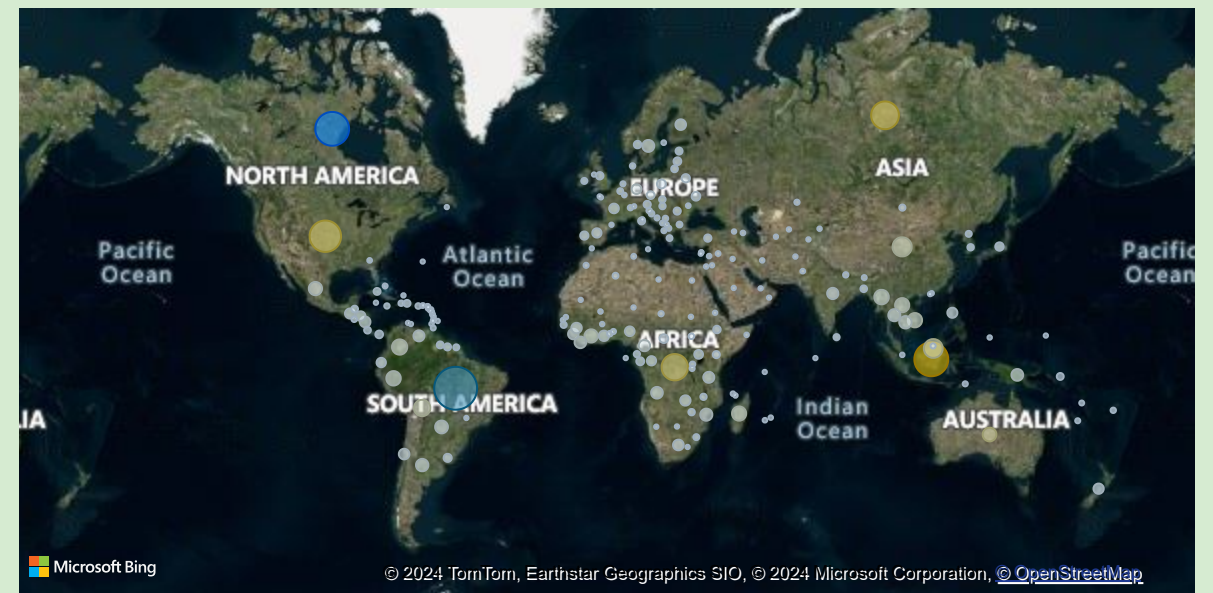 NORTH AMERICA
EUROPE
ASIA
Pacific
Ocean
Atlantic
Ocean
Pacific
Ocean
AFRICA
SOUTH AMERICA
Indian
Ocean
LIA
AUSTRALIA
Microsoft Bing
© 2024 TomTom, Earthstar Geographics SIO, © 2024 Microsoft Corporation, © OpenStreetMap